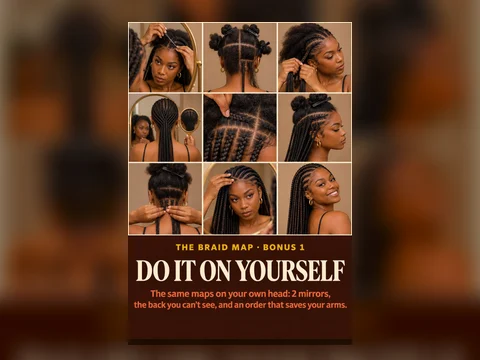 THE BRAID MAP · BONUS 1
DO IT ON YOURSELF
The same maps on your own head: 2 mirrors,
the back you can't see, and an order that saves your arms.